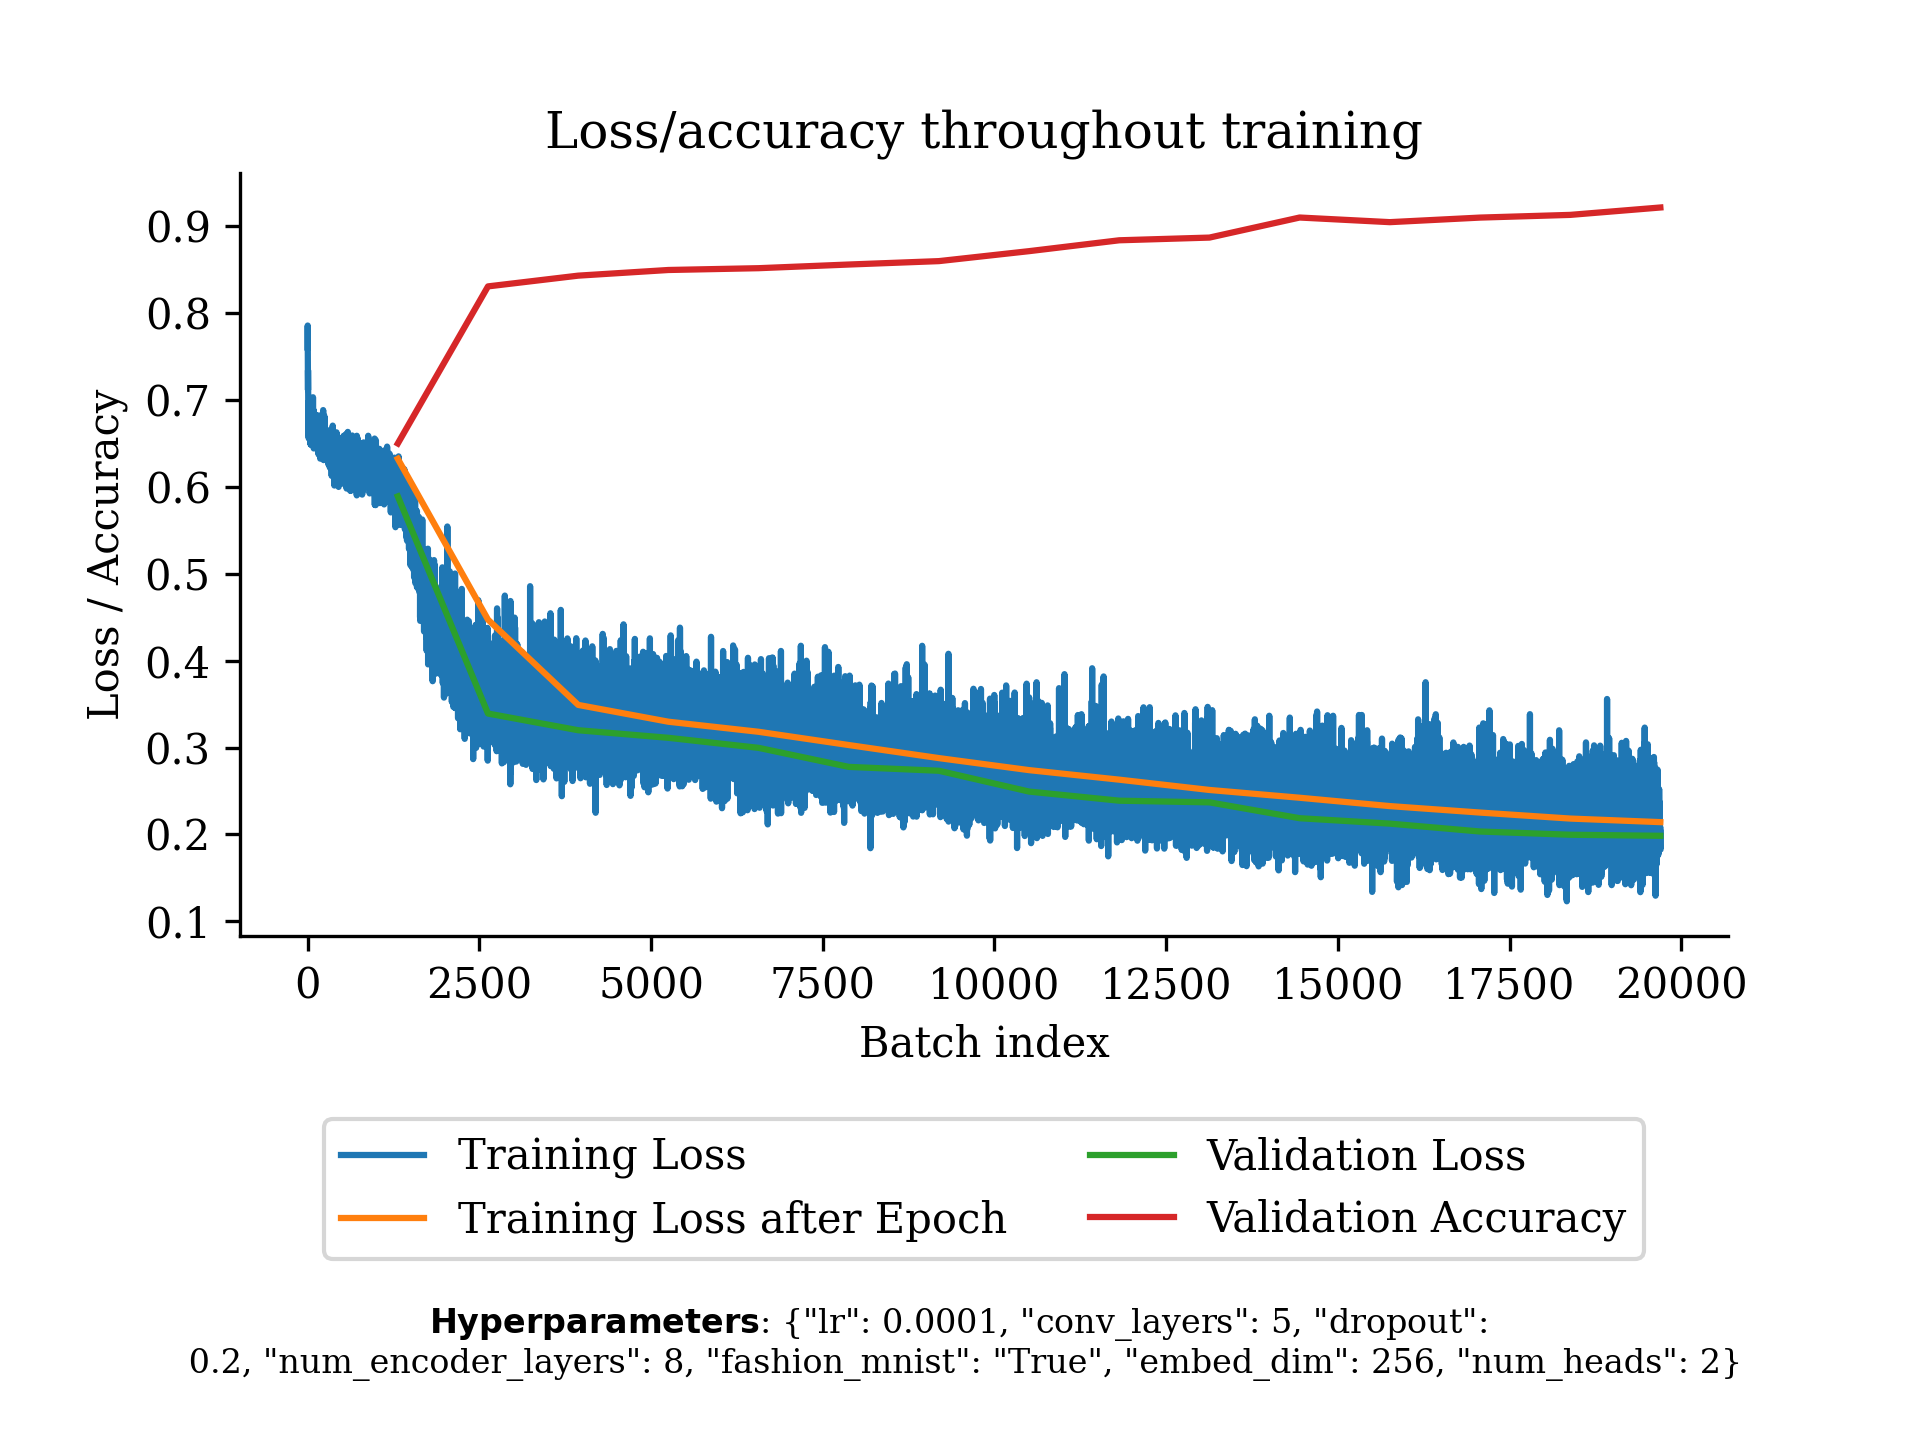 Loss/accuracy throughout training
Loss / Accuracy
0.9
0.8
0.7
0.6
0.5
0.4
0.3
0.2
0.1
0 2500 5000 7500 10000 12500 15000 17500 20000
Batch index
Training Loss
Training Loss after Epoch
Validation Loss
Validation Accuracy
Hyperparameters: {"lr": 0.0001, "conv_layers": 5, "dropout":
0.2, "num_encoder_layers": 8, "fashion_mnist": "True", "embed_dim": 256, "num_heads": 2}